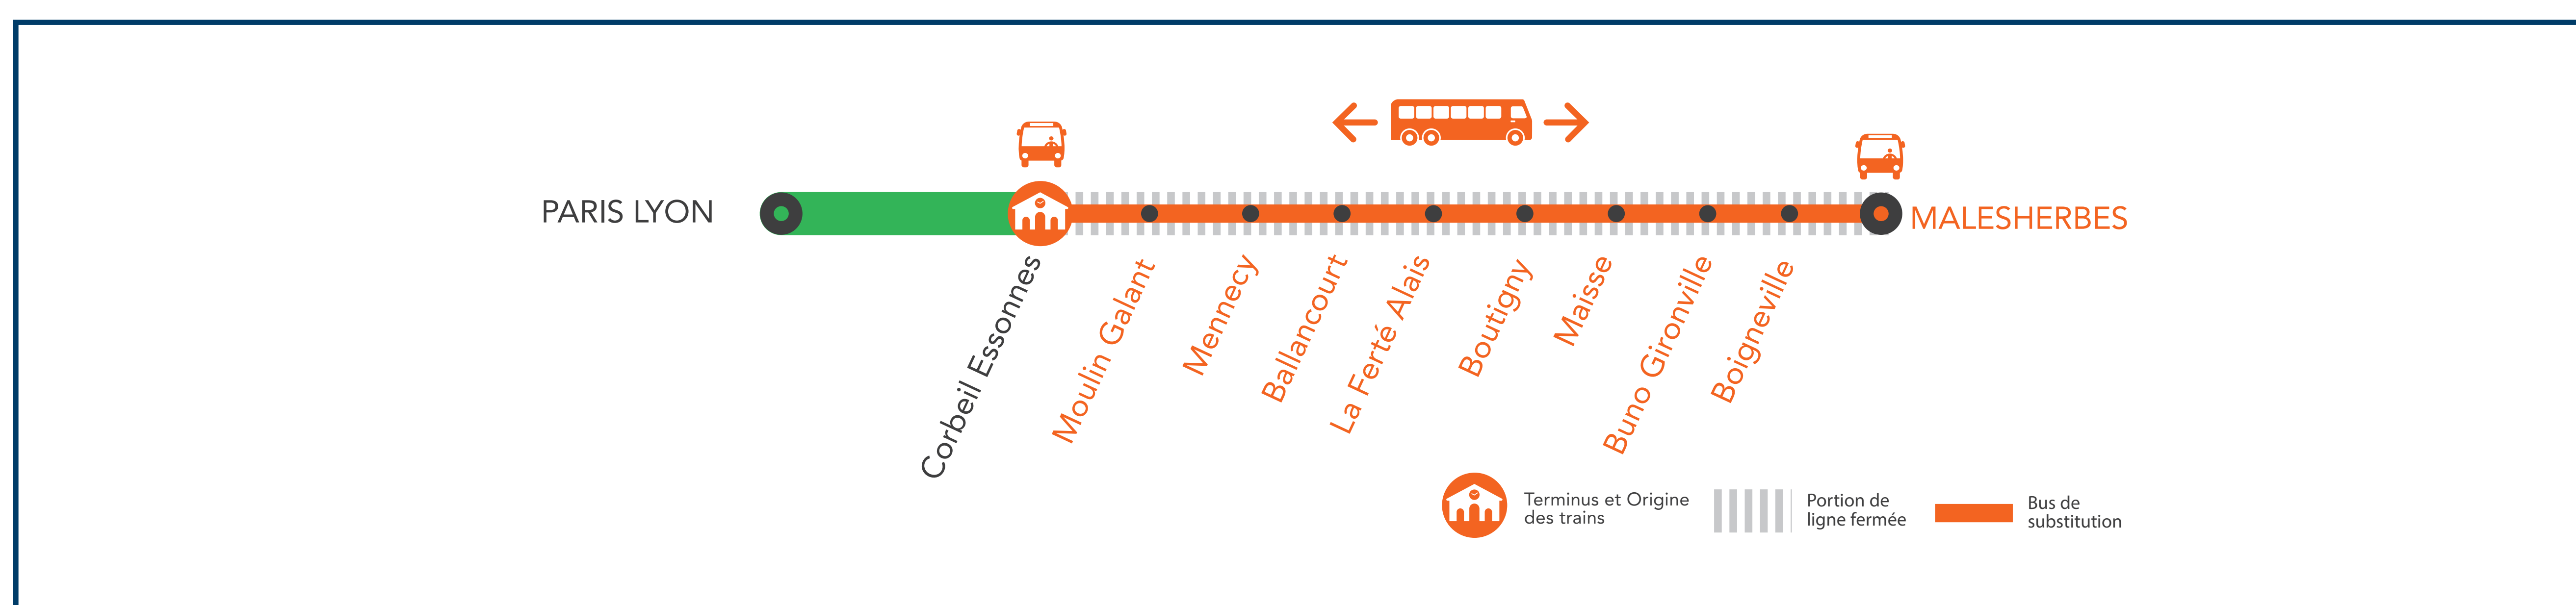 PARIS LYON
MALESHERBES
Corbeil Essonnes
Moulin Galant
Mennecy
Ballancourt
La Ferté Alais
Boutigny
Maisse
Buno Gironville
Boigneville
Terminus et Origine
des trains
Portion de
ligne fermée
Bus de
substitution